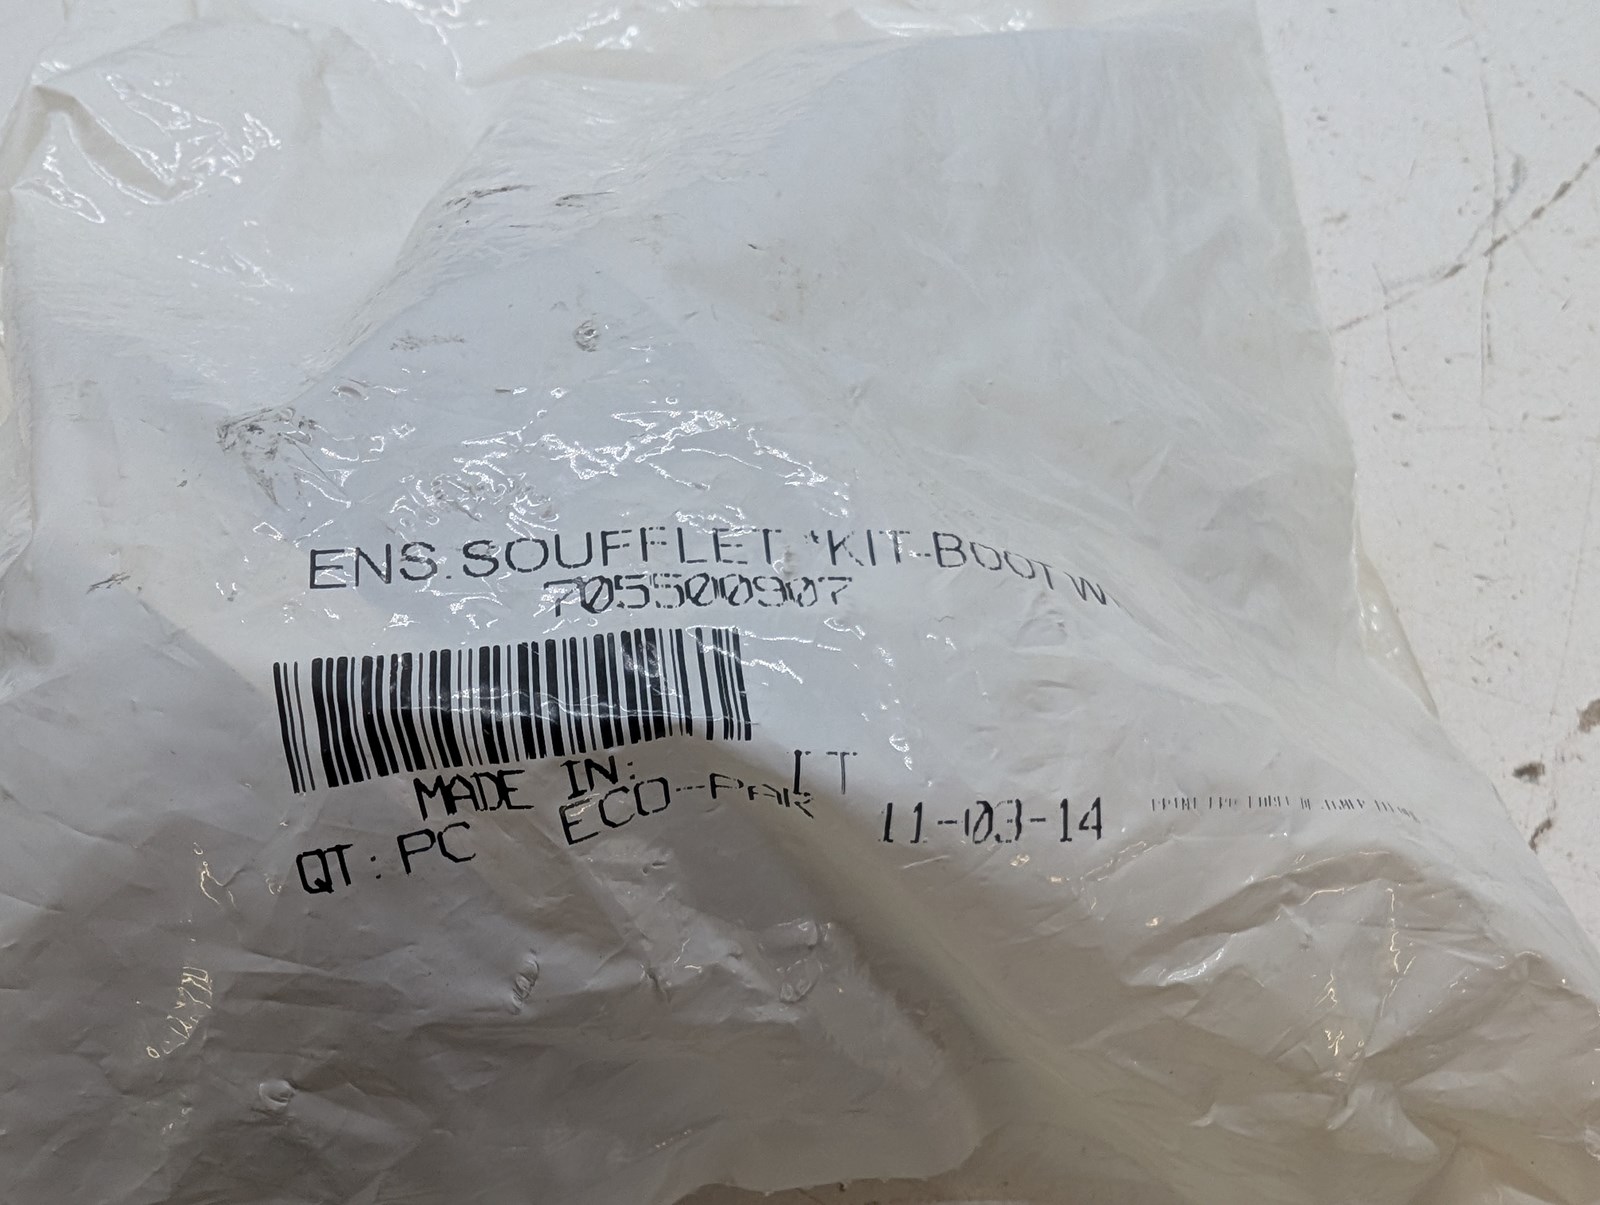 ENS.SOUFFLET *KIT-BOOT W
705500907
MADE IN: IT
QT: PC ECO-PAK 11-03-14